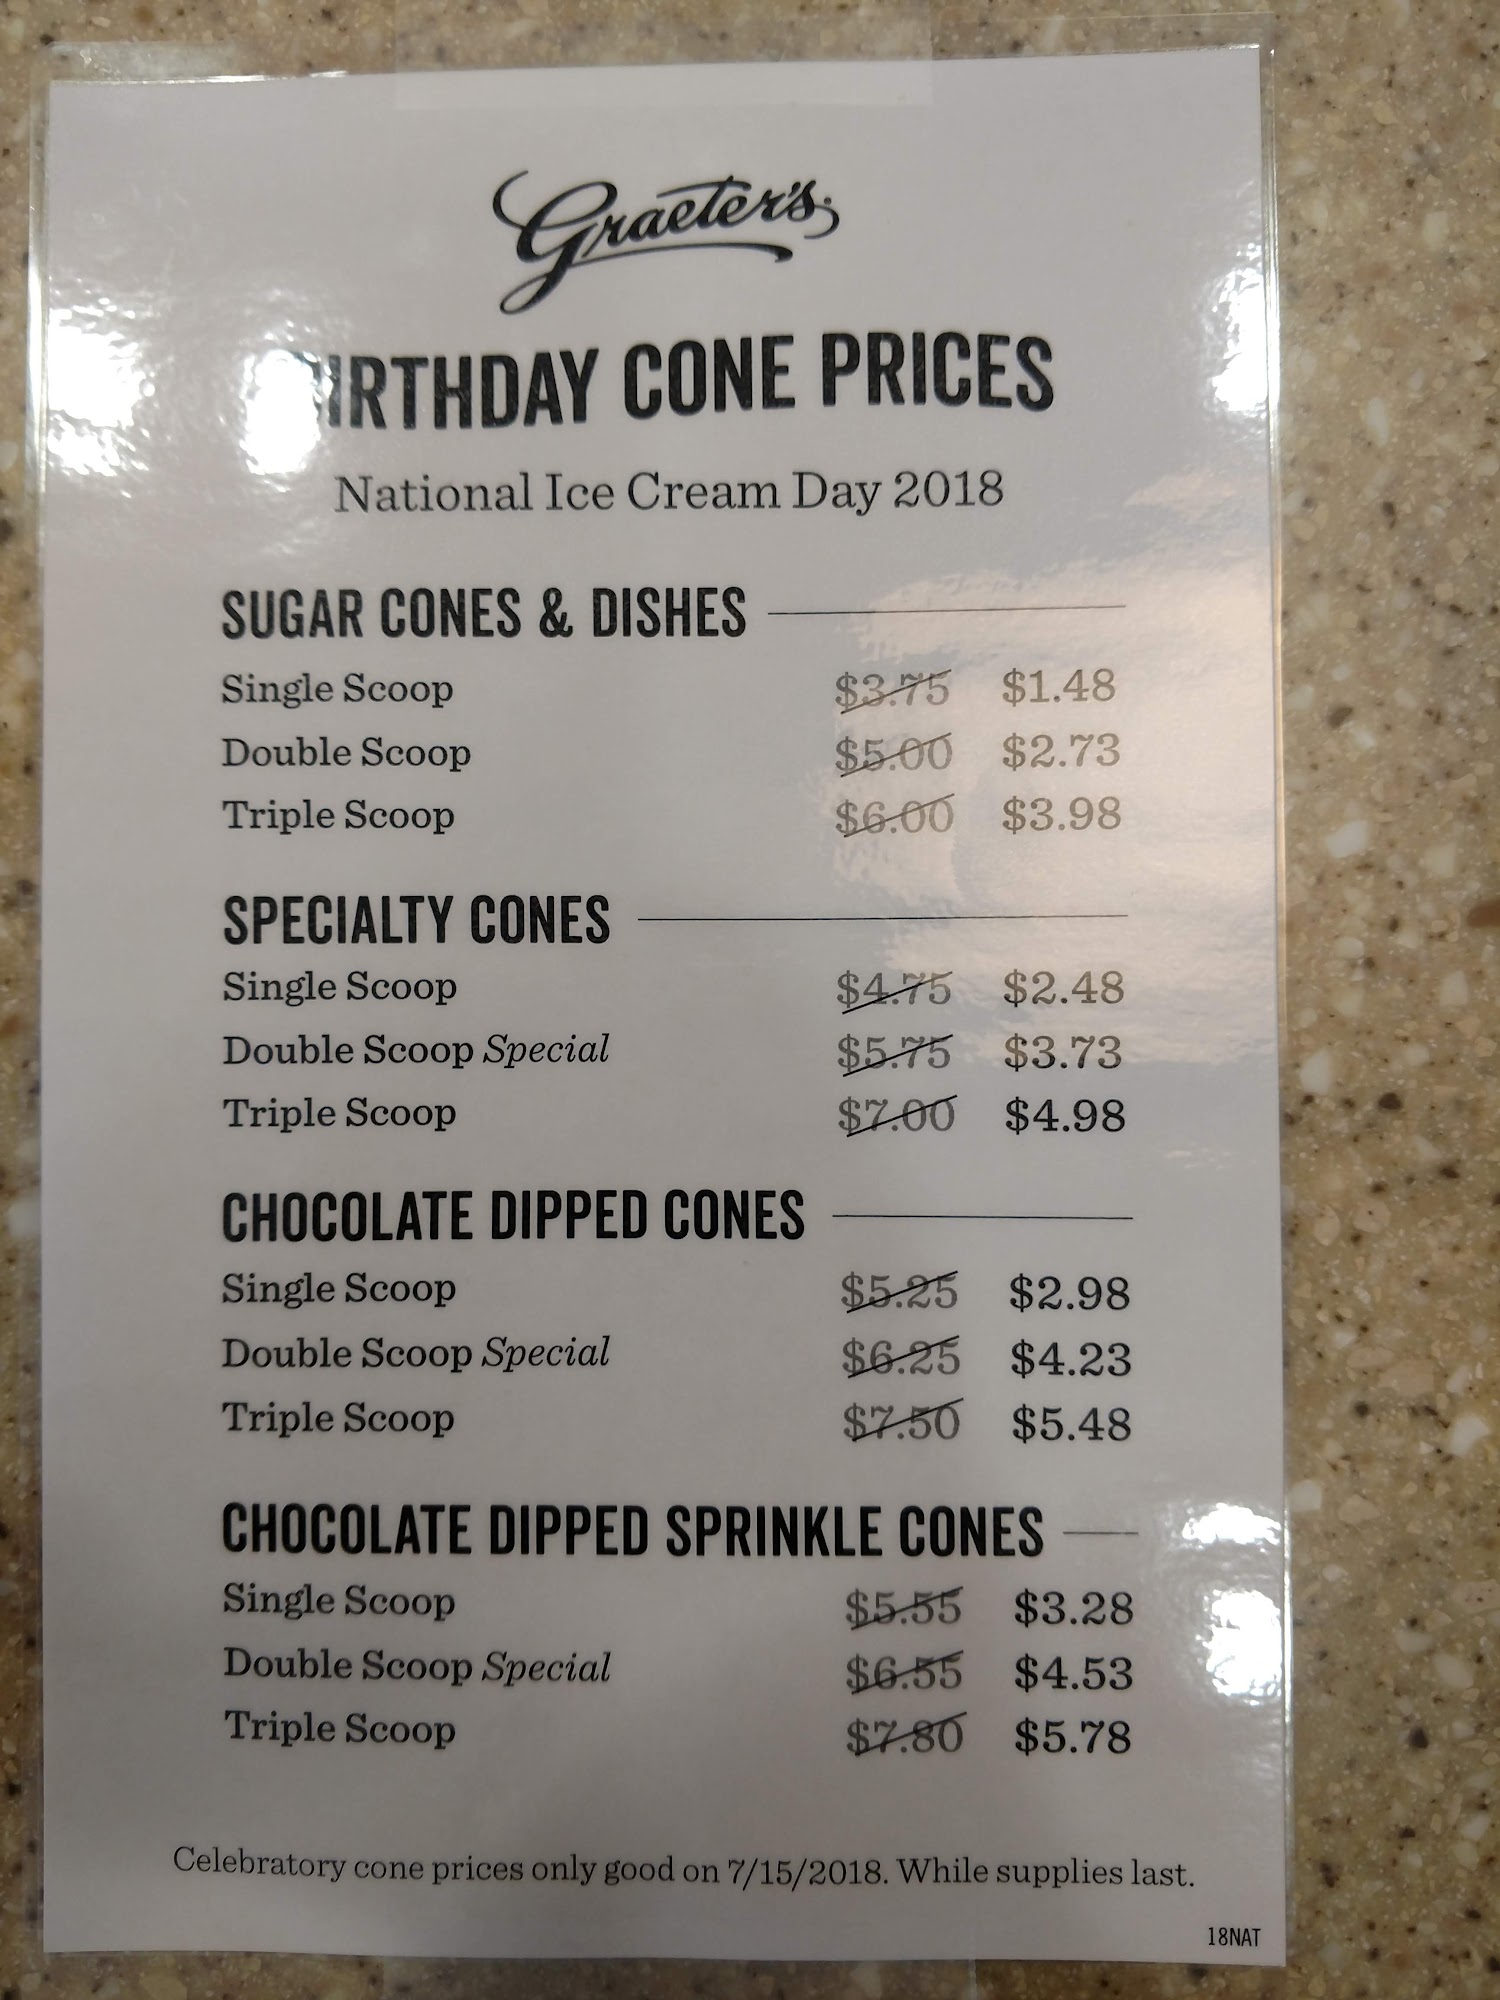 Graeter's
BIRTHDAY CONE PRICES
National Ice Cream Day 2018
SUGAR CONES & DISHES
Single Scoop $3.75 $1.48
Double Scoop $5.00 $2.73
Triple Scoop $6.00 $3.98
SPECIALTY CONES
Single Scoop $4.75 $2.48
Double Scoop Special $5.75 $3.73
Triple Scoop $7.00 $4.98
CHOCOLATE DIPPED CONES
Single Scoop $5.25 $2.98
Double Scoop Special $6.25 $4.23
Triple Scoop $7.50 $5.48
CHOCOLATE DIPPED SPRINKLE CONES
Single Scoop $5.55 $3.28
Double Scoop Special $6.55 $4.53
Triple Scoop $7.80 $5.78
Celebratory cone prices only good on 7/15/2018. While supplies last.
18NAT